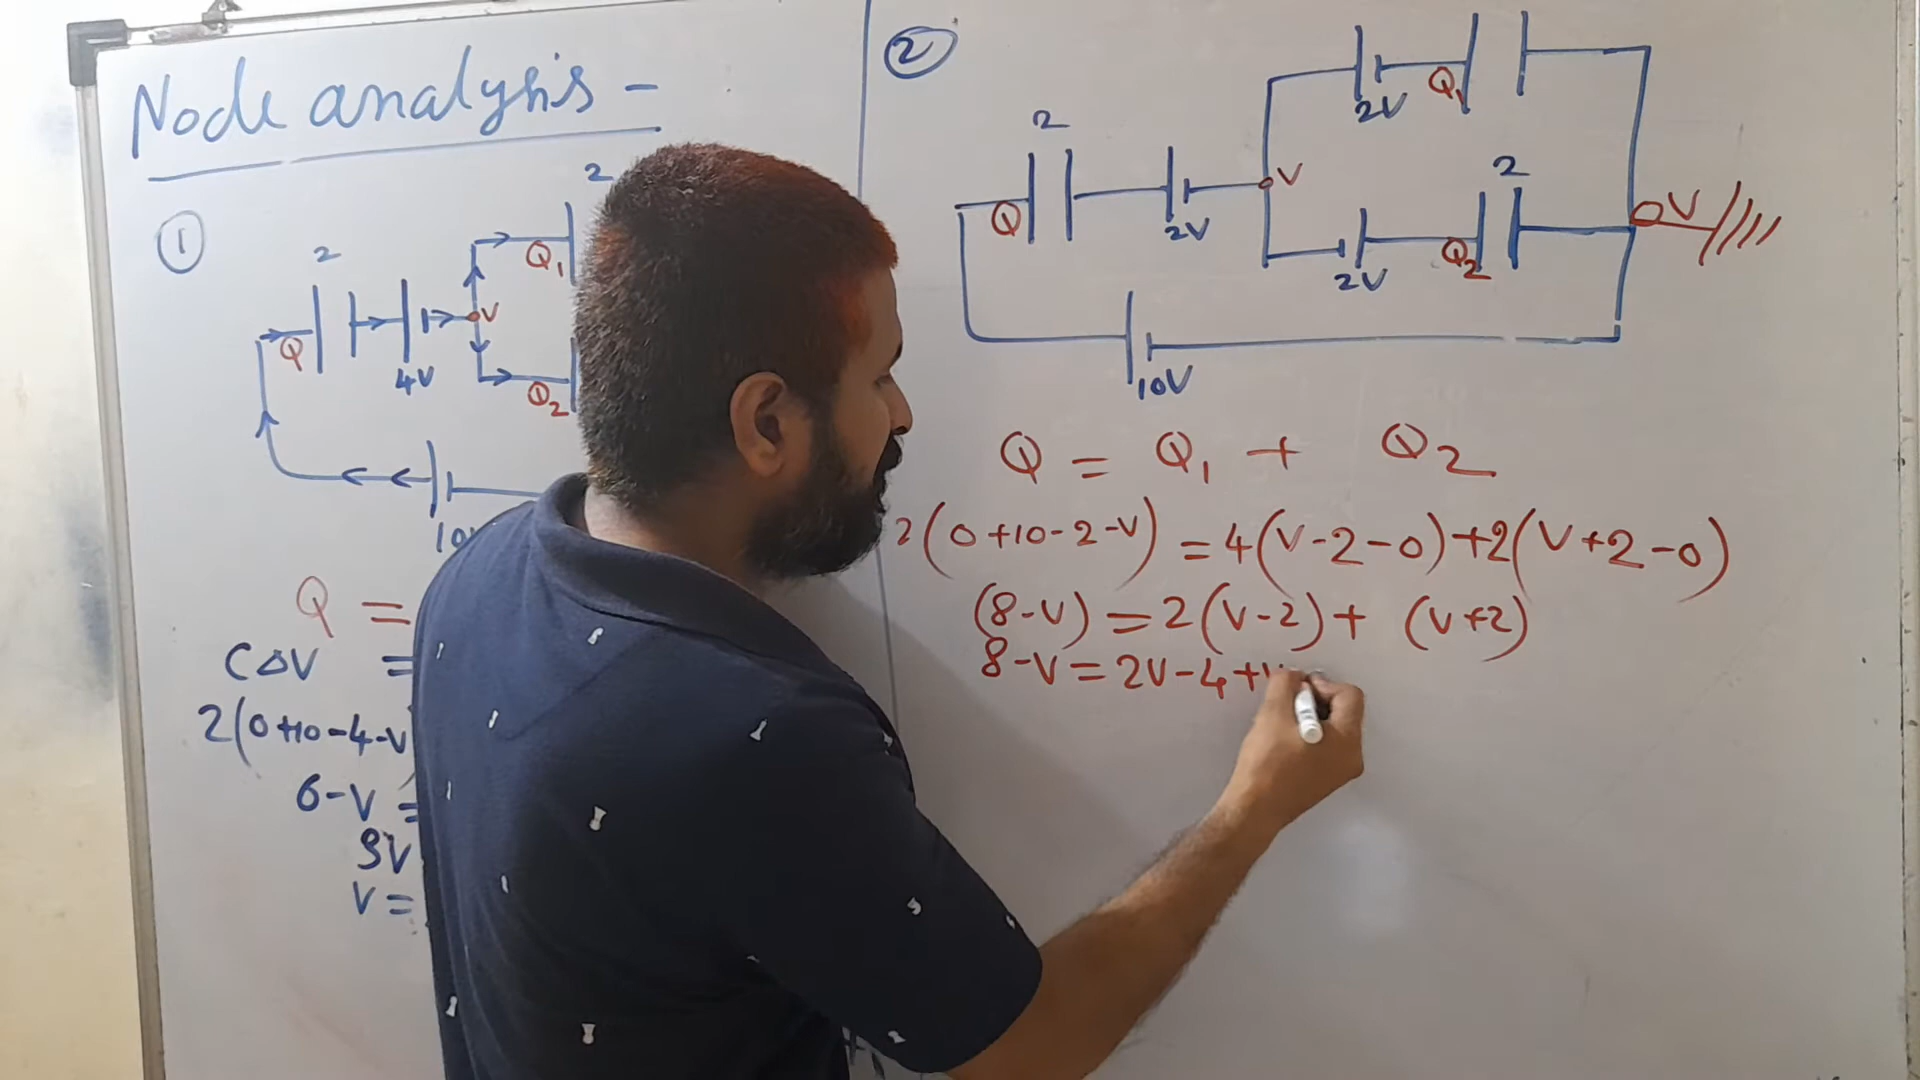 Node analysis -
①
2
Q
4V
V
Q₁
2
Q₂
10
Q =
CΔV =
2(0+10-4-V
6-V =
3V
V =
②
2
Q
2V
V
2V
Q₁
2V
Q₂
2
0V
10V
Q = Q₁ + Q₂
2(0+10-2-V) = 4(V-2-0)+2(V+2-0)
(8-V) = 2(V-2)+ (V+2)
8-V = 2V-4+V